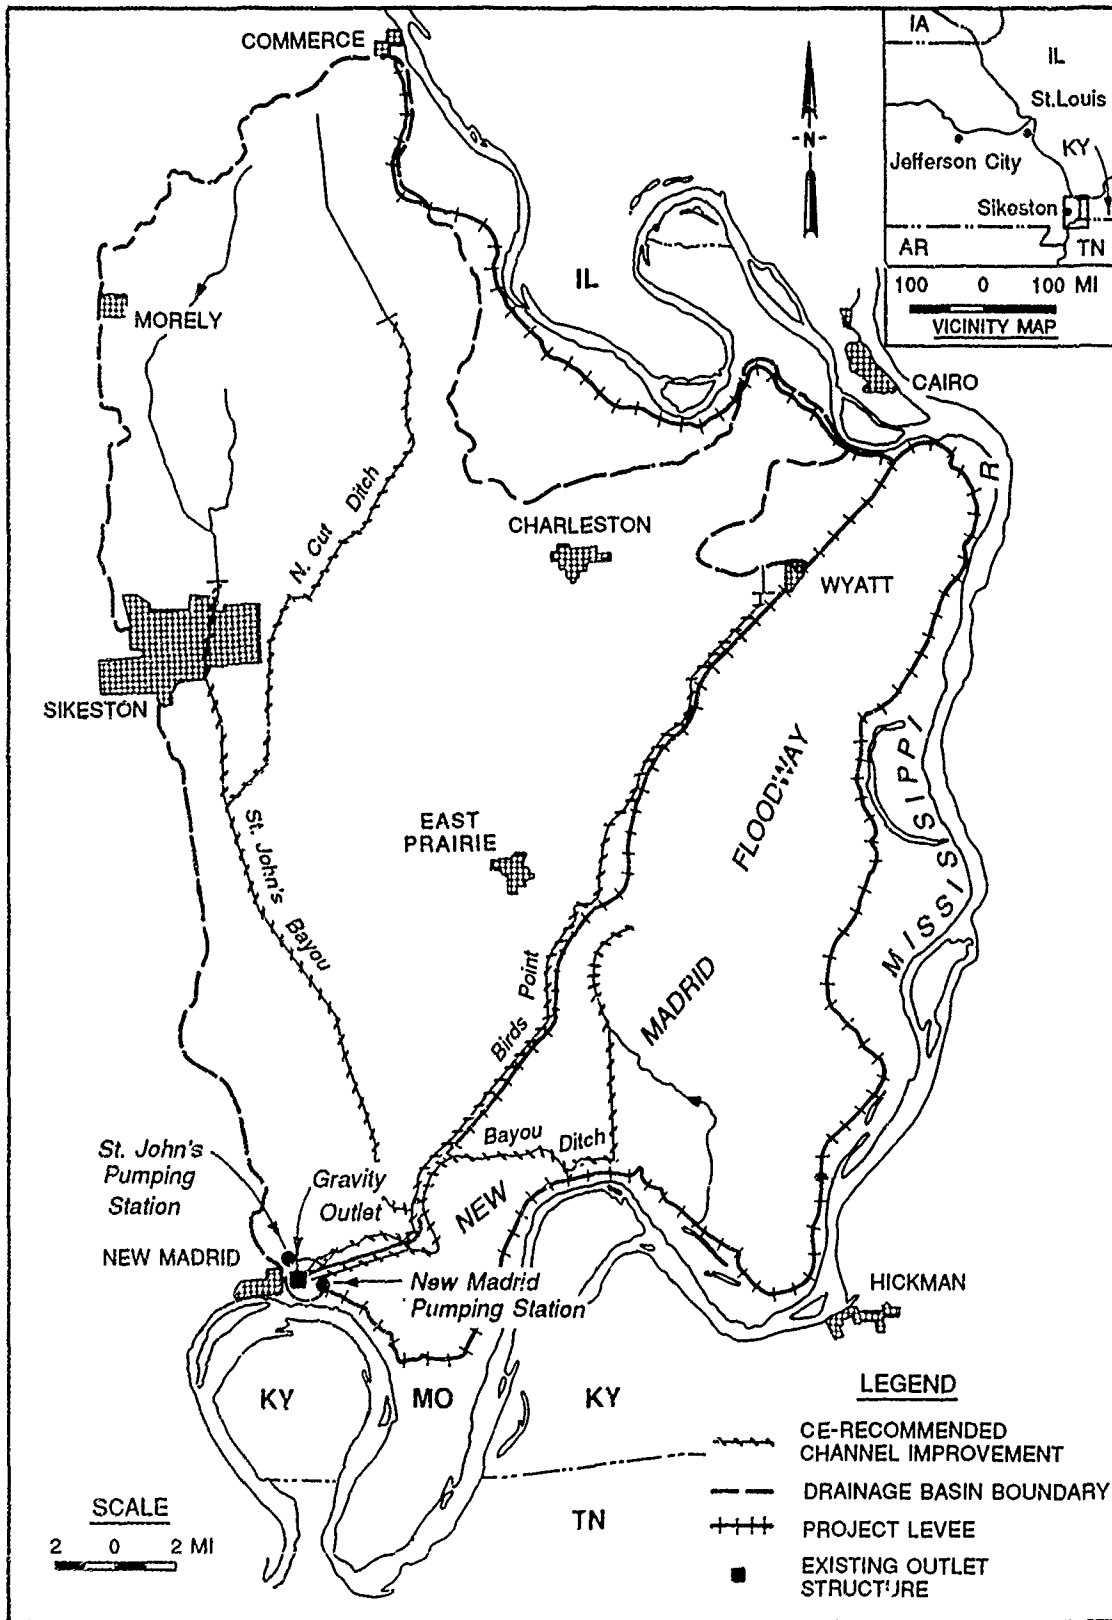 COMMERCE
IA
IL
St.Louis
Jefferson City
KY
Sikeston
AR
TN
100 0 100 MI
VICINITY MAP
N
IL
MORELY
CAIRO
N. Cut Ditch
CHARLESTON
WYATT
SIKESTON
EAST
PRAIRIE
St. John's Bayou
Birds Point
NEW MADRID FLOODWAY
MISSISSIPPI R
Bayou Ditch
St. John's
Pumping
Station
Gravity
Outlet
NEW MADRID
New Madrid
Pumping Station
HICKMAN
KY
MO
KY
TN
LEGEND
CE-RECOMMENDED
CHANNEL IMPROVEMENT
DRAINAGE BASIN BOUNDARY
PROJECT LEVEE
EXISTING OUTLET
STRUCTURE
SCALE
2 0 2 MI